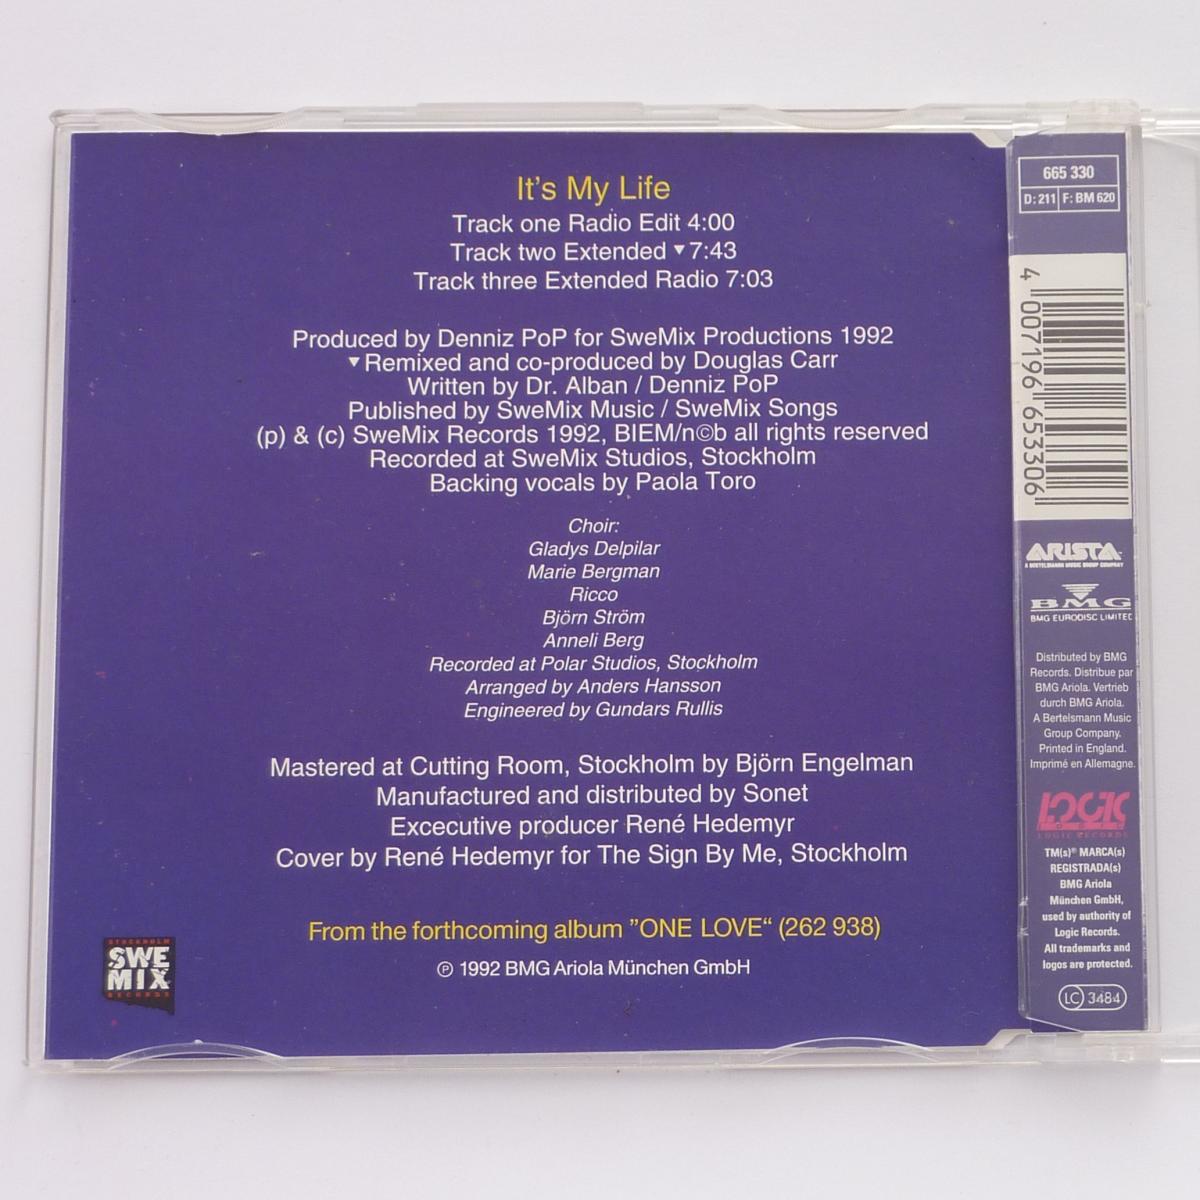 It's My Life
Track one Radio Edit 4:00
Track two Extended ▼7:43
Track three Extended Radio 7:03
Produced by Denniz PoP for SweMix Productions 1992
▼Remixed and co-produced by Douglas Carr
Written by Dr. Alban / Denniz PoP
Published by SweMix Music / SweMix Songs
(p) & (c) SweMix Records 1992, BIEM/n©b all rights reserved
Recorded at SweMix Studios, Stockholm
Backing vocals by Paola Toro
Choir:
Gladys Delpilar
Marie Bergman
Ricco
Björn Ström
Anneli Berg
Recorded at Polar Studios, Stockholm
Arranged by Anders Hansson
Engineered by Gundars Rullis
Mastered at Cutting Room, Stockholm by Björn Engelman
Manufactured and distributed by Sonet
Excecutive producer René Hedemyr
Cover by René Hedemyr for The Sign By Me, Stockholm
From the forthcoming album ”ONE LOVE“ (262 938)
℗ 1992 BMG Ariola München GmbH
STOCKHOLM
SWE
MIX
RECORDS
665 330
D: 211 F: BM 620
4 007196 653306
ARISTA
A BERTELSMANN MUSIC GROUP COMPANY
BMG
BMG EURODISC LIMITED
Distributed by BMG
Records. Distribue par
BMG Ariola. Vertrieb
durch BMG Ariola.
A Bertelsmann Music
Group Company.
Printed in England.
Imprimé en Allemagne.
LOGIC
LOGIC RECORDS
TM(s)® MARCA(s)
REGISTRADA(s)
BMG Ariola
München GmbH,
used by authority of
Logic Records.
All trademarks and
logos are protected.
LC 3484